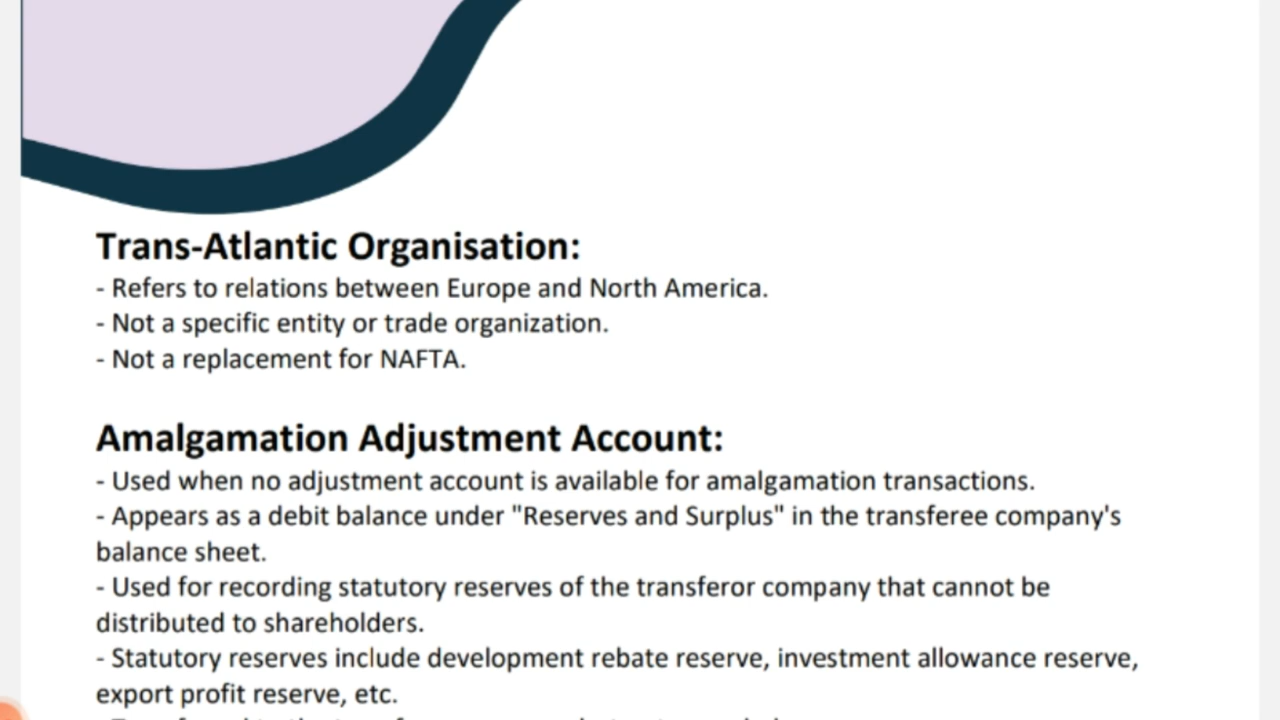 Trans-Atlantic Organisation:
- Refers to relations between Europe and North America.
- Not a specific entity or trade organization.
- Not a replacement for NAFTA.
Amalgamation Adjustment Account:
- Used when no adjustment account is available for amalgamation transactions.
- Appears as a debit balance under "Reserves and Surplus" in the transferee company's
balance sheet.
- Used for recording statutory reserves of the transferor company that cannot be
distributed to shareholders.
- Statutory reserves include development rebate reserve, investment allowance reserve,
export profit reserve, etc.